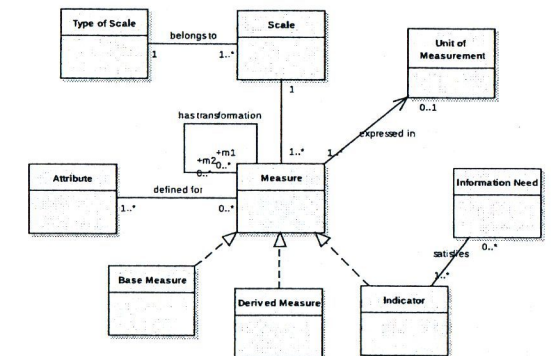 Type of Scale
belongs to
1
1..*
Scale
Unit of
Measurement
0..1
1
has transformation
+m1
0..*
+m2
0..*
1..*
1..*
expressed in
Attribute
defined for
1..*
0..*
Measure
Information Need
0..*
satisfies
1..*
Base Measure
Derived Measure
Indicator